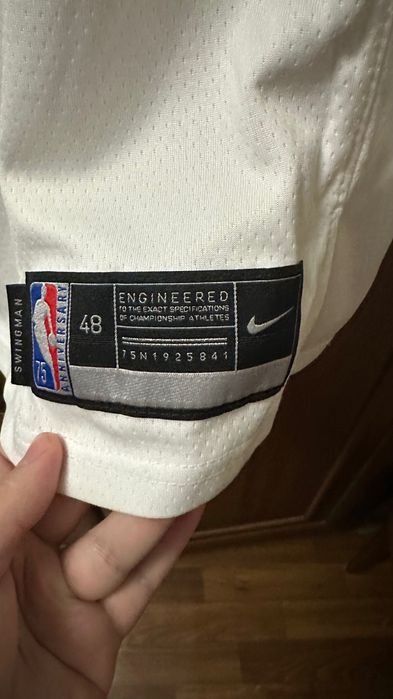 SWINGMAN
75
ANNIVERSARY
48
ENGINEERED
TO THE EXACT SPECIFICATIONS
OF CHAMPIONSHIP ATHLETES
75N1925841